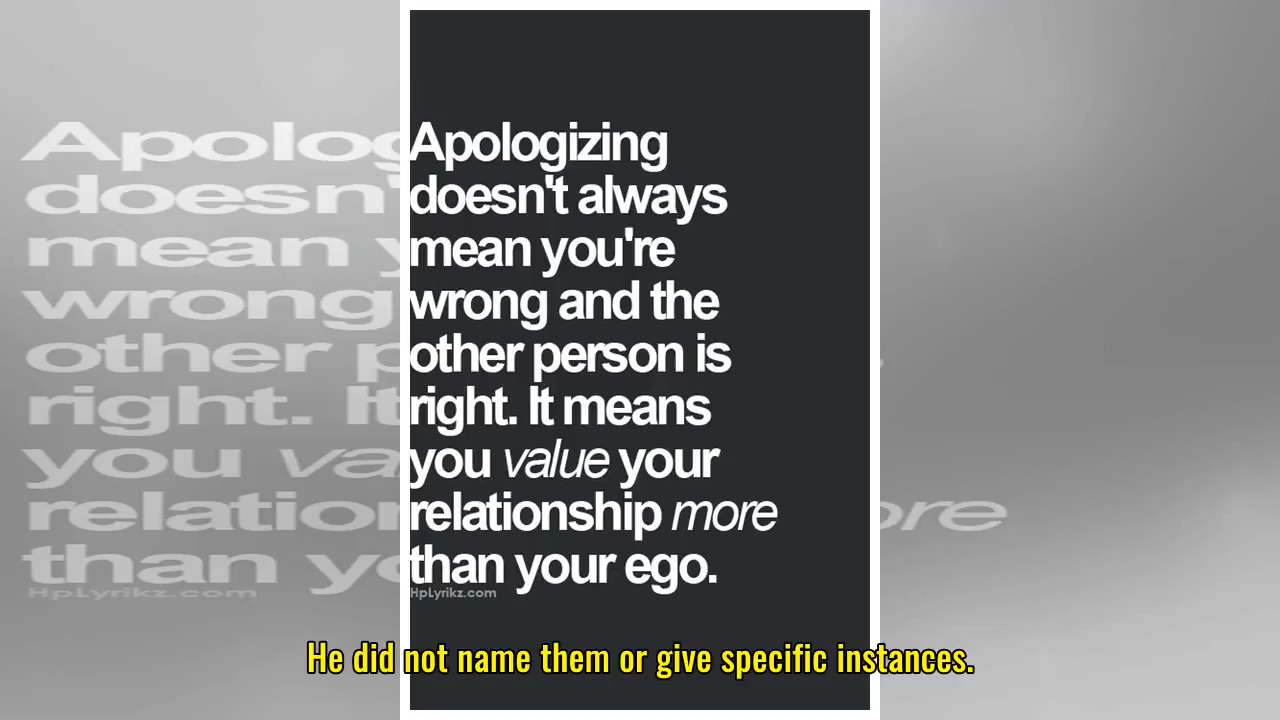 Apologizing
doesn't always
mean you're
wrong and the
other person is
right. It means
you value your
relationship more
than your ego.
HpLyrikz.com
He did not name them or give specific instances.